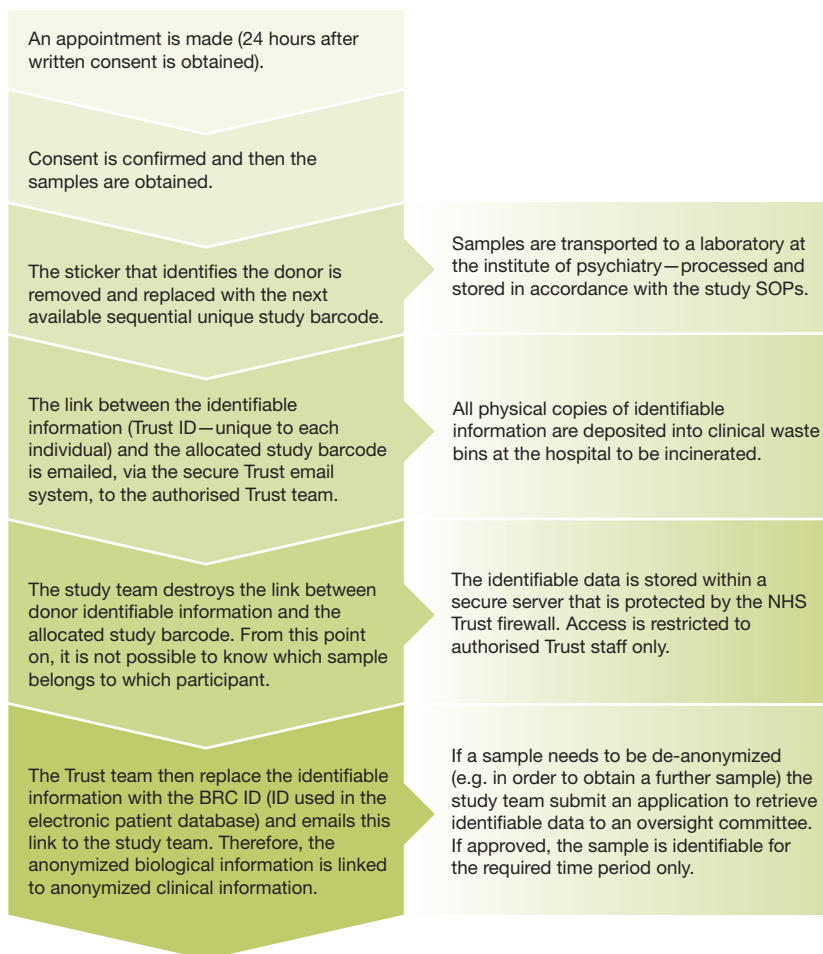 An appointment is made (24 hours after
written consent is obtained).
Consent is confirmed and then the
samples are obtained.
The sticker that identifies the donor is
removed and replaced with the next
available sequential unique study barcode.
Samples are transported to a laboratory at
the institute of psychiatry—processed and
stored in accordance with the study SOPs.
The link between the identifiable
information (Trust ID—unique to each
individual) and the allocated study barcode
is emailed, via the secure Trust email
system, to the authorised Trust team.
All physical copies of identifiable
information are deposited into clinical waste
bins at the hospital to be incinerated.
The study team destroys the link between
donor identifiable information and the
allocated study barcode. From this point
on, it is not possible to know which sample
belongs to which participant.
The identifiable data is stored within a
secure server that is protected by the NHS
Trust firewall. Access is restricted to
authorised Trust staff only.
The Trust team then replace the identifiable
information with the BRC ID (ID used in the
electronic patient database) and emails this
link to the study team. Therefore, the
anonymized biological information is linked
to anonymized clinical information.
If a sample needs to be de-anonymized
(e.g. in order to obtain a further sample) the
study team submit an application to retrieve
identifiable data to an oversight committee.
If approved, the sample is identifiable for
the required time period only.